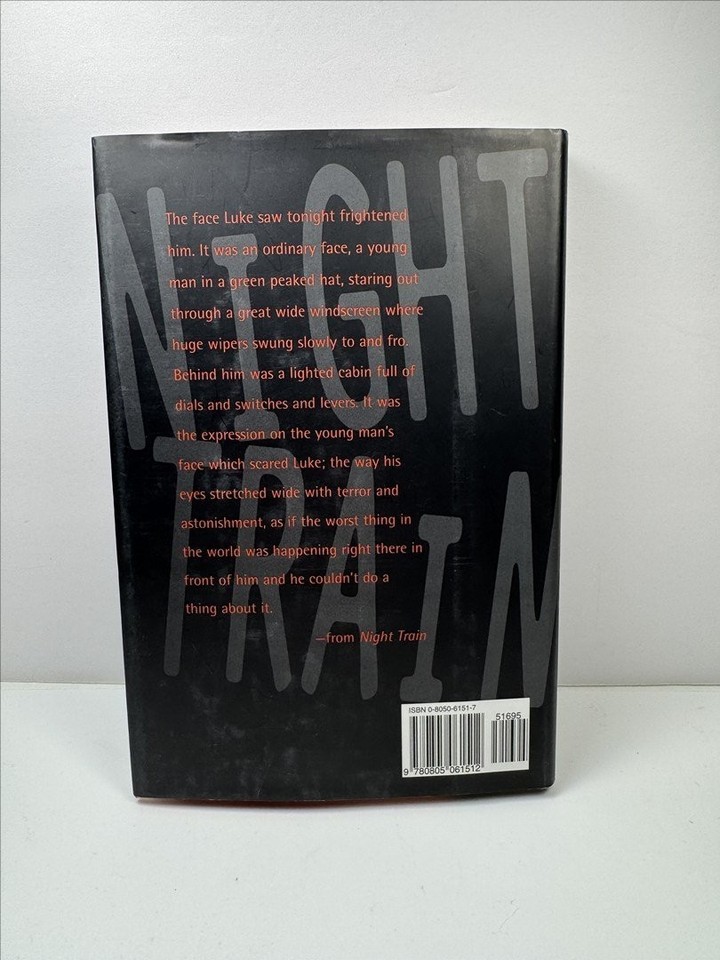 NIGHT
TRAIN
The face Luke saw tonight frightened
him. It was an ordinary face, a young
man in a green peaked hat, staring out
through a great wide windscreen where
huge wipers swung slowly to and fro.
Behind him was a lighted cabin full of
dials and switches and levers. It was
the expression on the young man's
face which scared Luke; the way his
eyes stretched wide with terror and
astonishment, as if the worst thing in
the world was happening right there in
front of him and he couldn't do a
thing about it.
—from Night Train
ISBN 0-8050-6151-7
51695
9 780805 061512